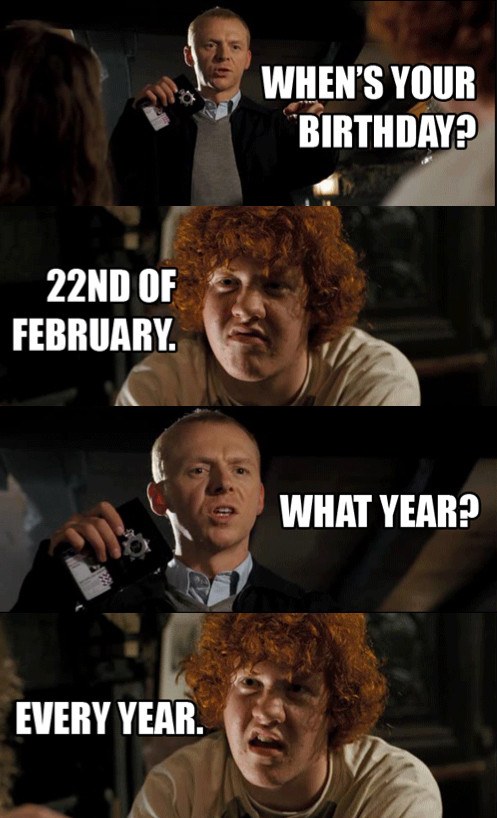 WHEN'S YOUR
BIRTHDAY?
22ND OF
FEBRUARY.
WHAT YEAR?
EVERY YEAR.